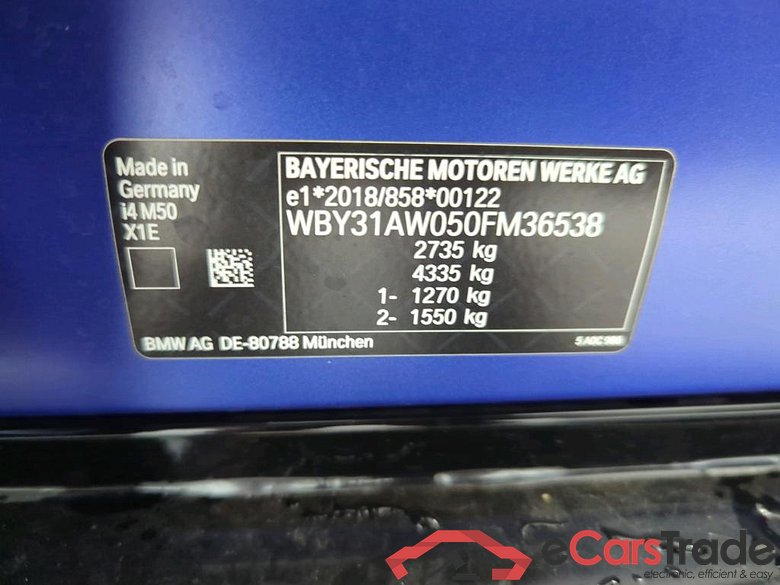 Made in
Germany
i4 M50
X1E
BAYERISCHE MOTOREN WERKE AG
e1*2018/858*00122
WBY31AW050FM36538
2735 kg
4335 kg
1- 1270 kg
2- 1550 kg
BMW AG DE-80788 München
eCarsTrade
electronic, efficient & easy